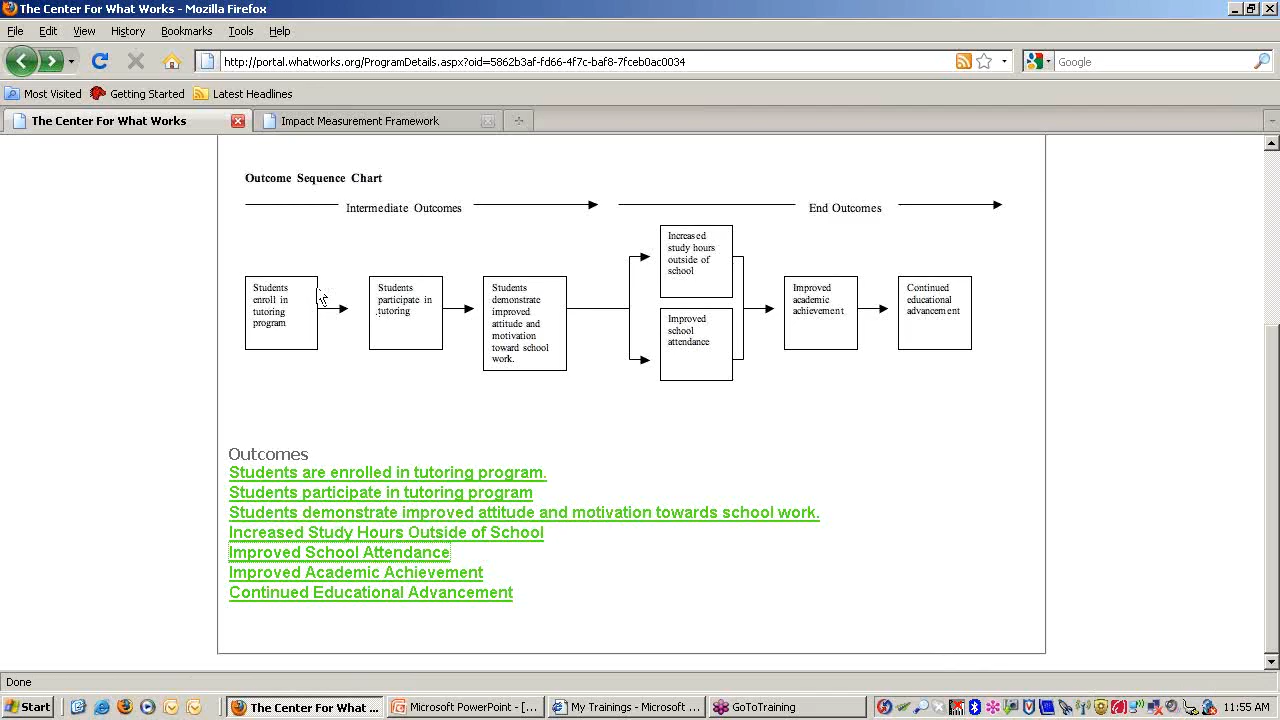 The Center For What Works - Mozilla Firefox
File Edit View History Bookmarks Tools Help
http://portal.whatworks.org/ProgramDetails.aspx?oid=5862b3af-fd66-4f7c-baf8-7fceb0ac0034
Google
Most Visited Getting Started Latest Headlines
The Center For What Works
Impact Measurement Framework
Outcome Sequence Chart
Intermediate Outcomes
End Outcomes
Students
enroll in
tutoring
program
Students
participate in
tutoring
Students
demonstrate
improved
attitude and
motivation
toward school
work.
Increased
study hours
outside of
school
Improved
school
attendance
Improved
academic
achievement
Continued
educational
advancement
Outcomes
Students are enrolled in tutoring program.
Students participate in tutoring program
Students demonstrate improved attitude and motivation towards school work.
Increased Study Hours Outside of School
Improved School Attendance
Improved Academic Achievement
Continued Educational Advancement
Done
Start
The Center For What ...
Microsoft PowerPoint - [...
My Trainings - Microsoft ...
GoToTraining
11:55 AM